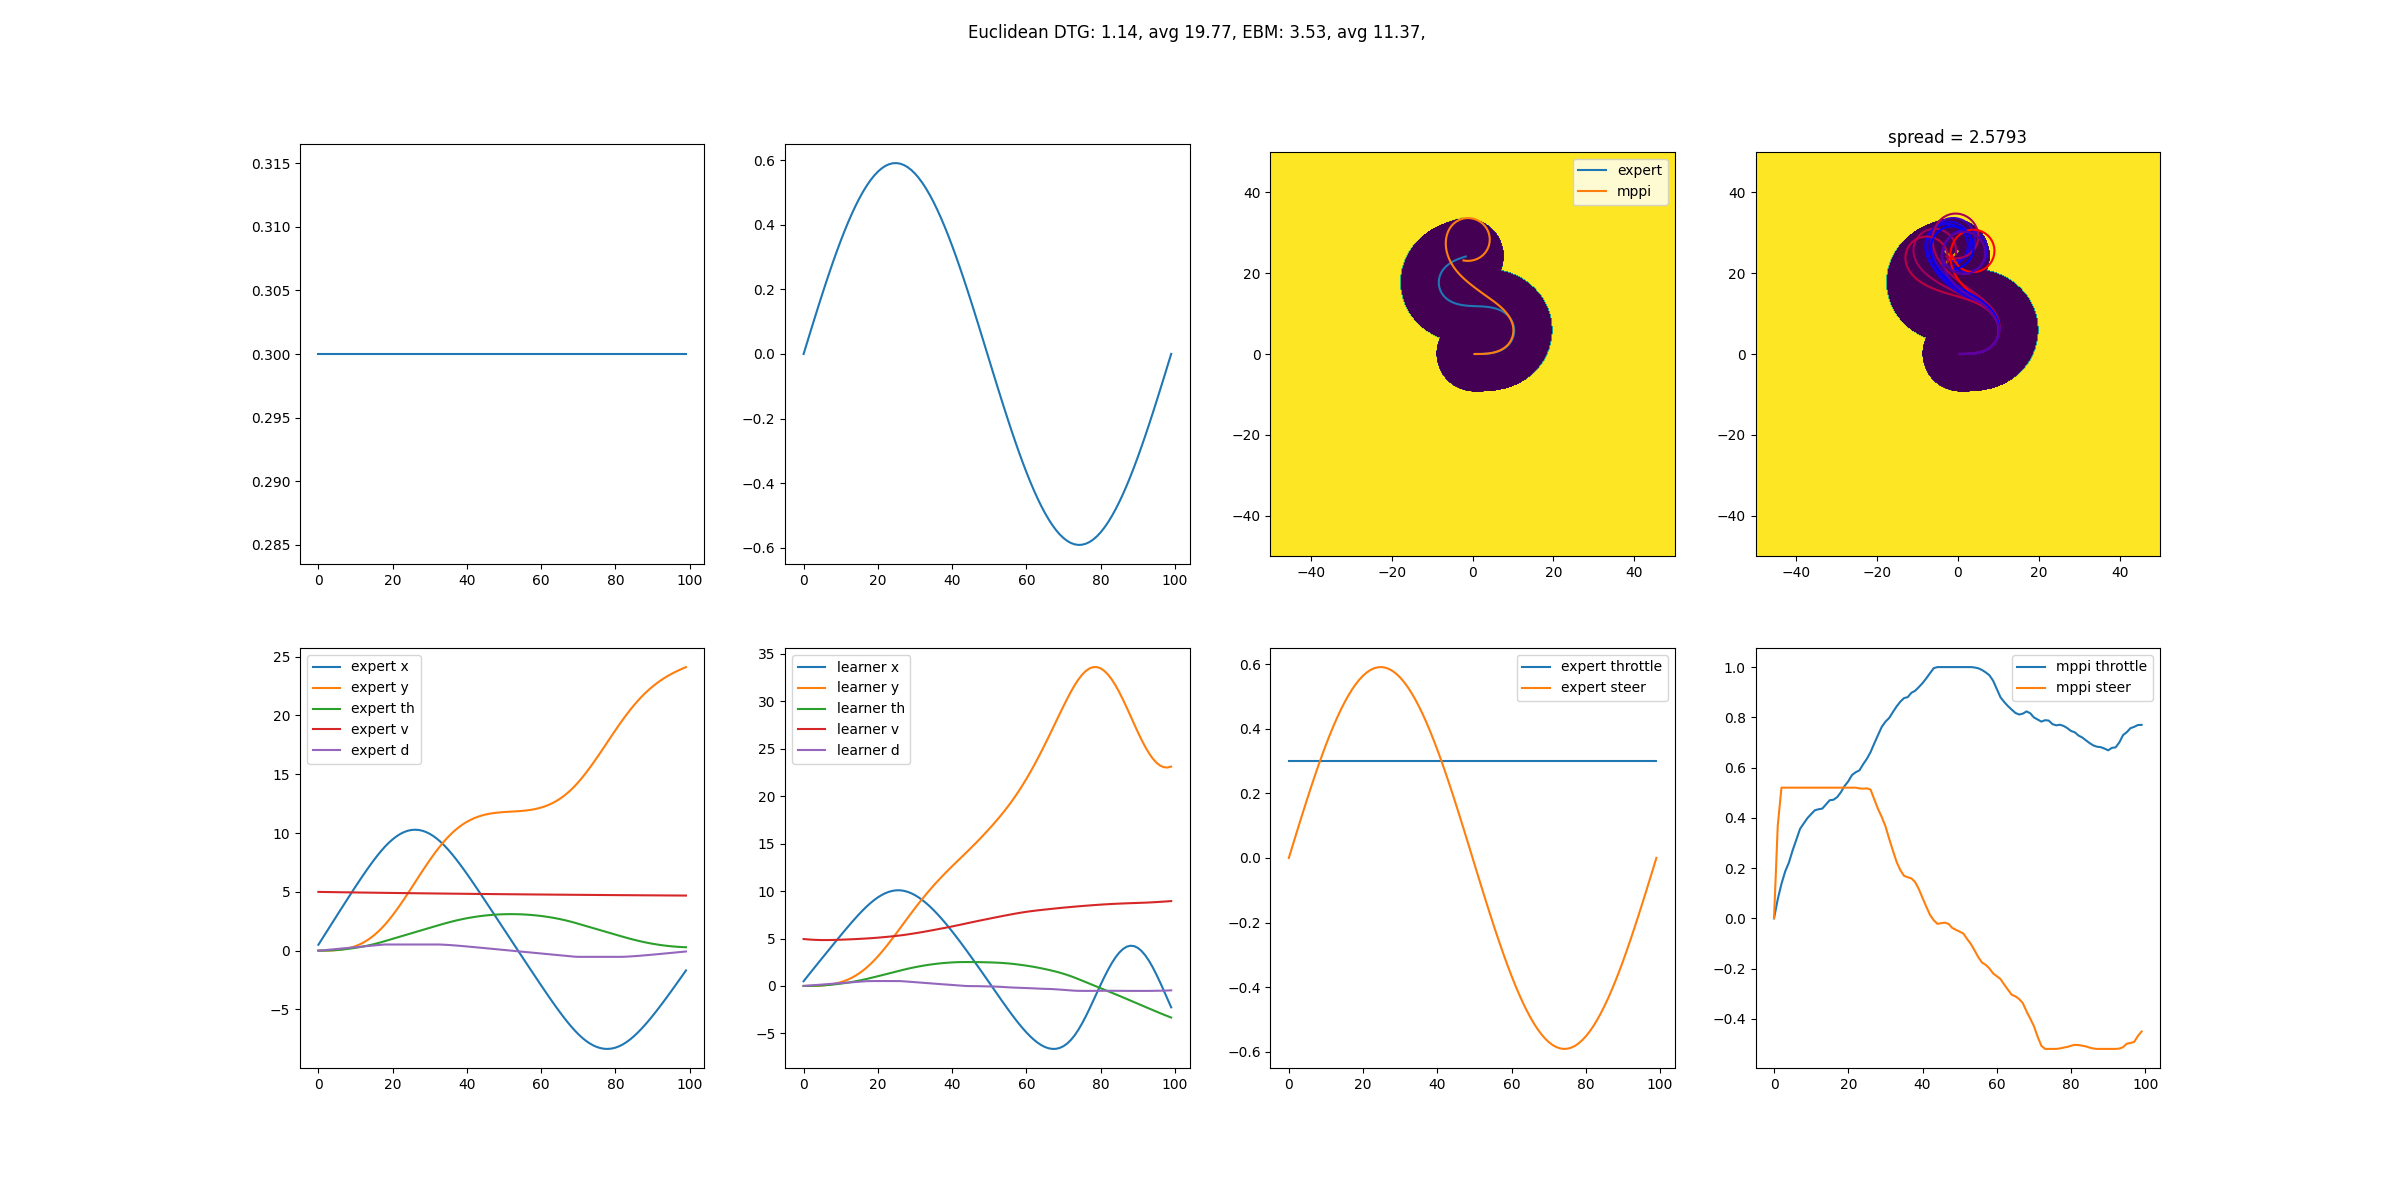 Euclidean DTG: 1.14, avg 19.77, EBM: 3.53, avg 11.37,
0.315
0.310
0.305
0.300
0.295
0.290
0.285
0 20 40 60 80 100
0.6
0.4
0.2
0.0
−0.2
−0.4
−0.6
0 20 40 60 80 100
expert
mppi
40
20
0
−20
−40
−40 −20 0 20 40
spread = 2.5793
40
20
0
−20
−40
−40 −20 0 20 40
expert x
expert y
expert th
expert v
expert d
25
20
15
10
5
0
−5
0 20 40 60 80 100
learner x
learner y
learner th
learner v
learner d
35
30
25
20
15
10
5
0
−5
0 20 40 60 80 100
expert throttle
expert steer
0.6
0.4
0.2
0.0
−0.2
−0.4
−0.6
0 20 40 60 80 100
mppi throttle
mppi steer
1.0
0.8
0.6
0.4
0.2
0.0
−0.2
−0.4
0 20 40 60 80 100